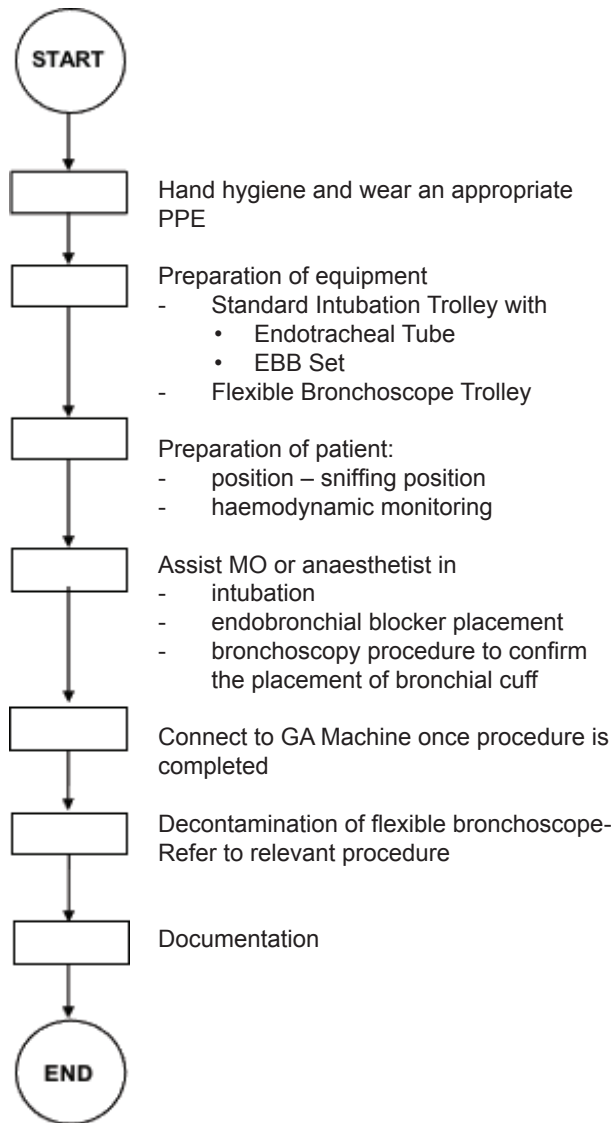 START
Hand hygiene and wear an appropriate
PPE
Preparation of equipment
- Standard Intubation Trolley with
• Endotracheal Tube
• EBB Set
- Flexible Bronchoscope Trolley
Preparation of patient:
- position – sniffing position
- haemodynamic monitoring
Assist MO or anaesthetist in
- intubation
- endobronchial blocker placement
- bronchoscopy procedure to confirm
the placement of bronchial cuff
Connect to GA Machine once procedure is
completed
Decontamination of flexible bronchoscope-
Refer to relevant procedure
Documentation
END